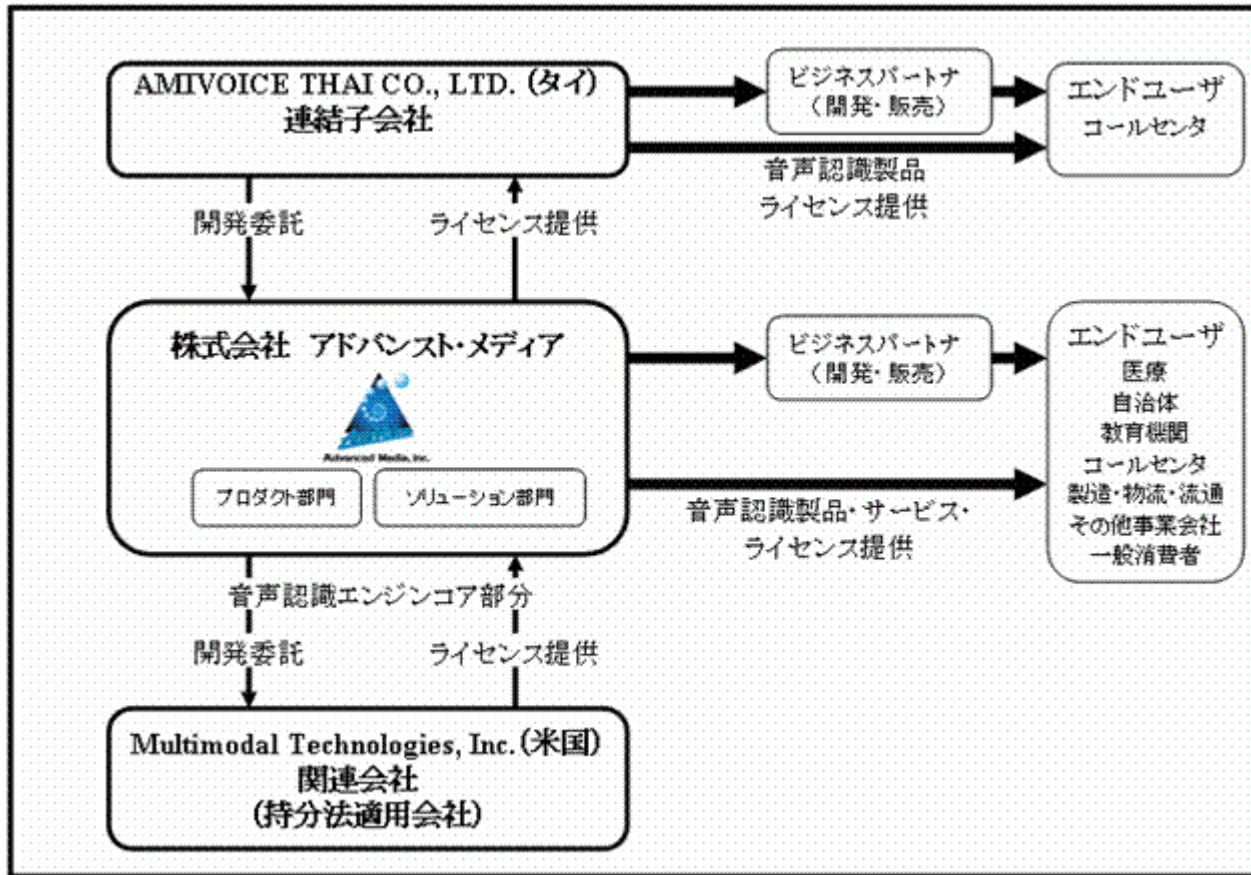 AMIVOICE THAI CO., LTD. (タイ)
連結子会社
ビジネスパートナ
（開発・販売）
エンドユーザ
コールセンタ
音声認識製品
ライセンス提供
開発委託
ライセンス提供
株式会社 アドバンスト・メディア
Advanced Media, Inc.
プロダクト部門
ソリューション部門
ビジネスパートナ
（開発・販売）
音声認識製品・サービス・
ライセンス提供
エンドユーザ
医療
自治体
教育機関
コールセンタ
製造・物流・流通
その他事業会社
一般消費者
音声認識エンジンコア部分
開発委託
ライセンス提供
Multimodal Technologies, Inc. (米国)
関連会社
(持分法適用会社)